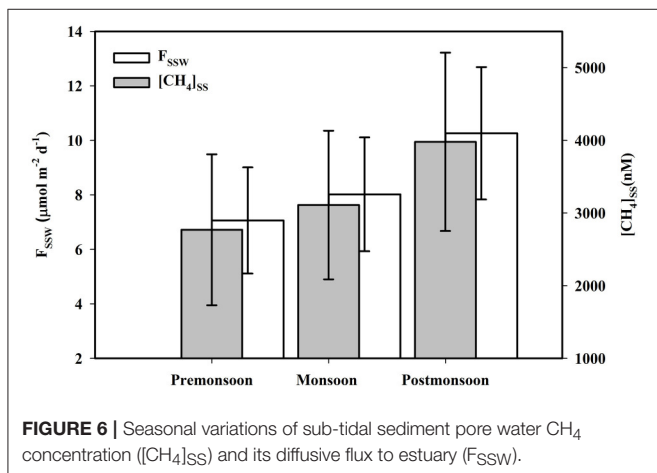 14
12
10
8
6
4
2
F_SSW (µmol m⁻² d⁻¹)
F_SSW
[CH₄]_SS
5000
4000
3000
2000
1000
[CH₄]_SS(nM)
Premonsoon Monsoon Postmonsoon
FIGURE 6 | Seasonal variations of sub-tidal sediment pore water CH₄
concentration ([CH₄]_SS) and its diffusive flux to estuary (F_SSW).